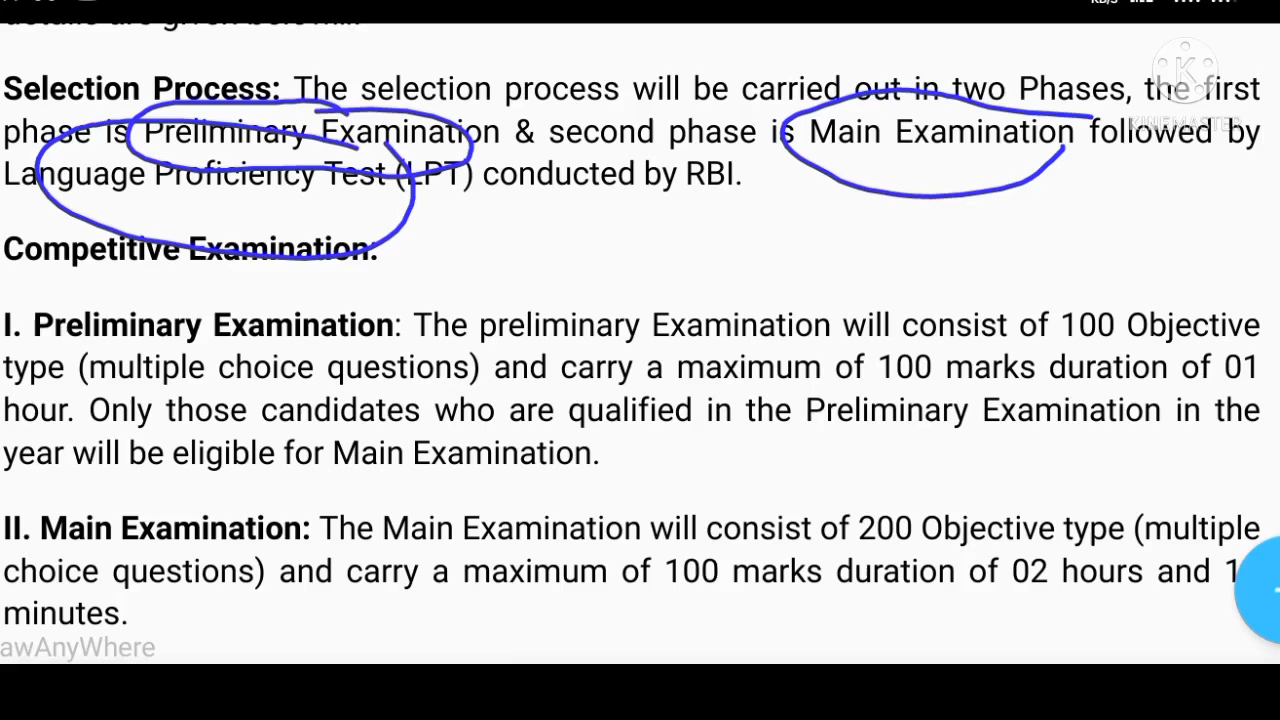 details are given below...
Selection Process: The selection process will be carried out in two Phases, the first
phase is Preliminary Examination & second phase is Main Examination followed by
KINEMASTER
Language Proficiency Test (LPT) conducted by RBI.
Competitive Examination:
I. Preliminary Examination: The preliminary Examination will consist of 100 Objective
type (multiple choice questions) and carry a maximum of 100 marks duration of 01
hour. Only those candidates who are qualified in the Preliminary Examination in the
year will be eligible for Main Examination.
II. Main Examination: The Main Examination will consist of 200 Objective type (multiple
choice questions) and carry a maximum of 100 marks duration of 02 hours and
minutes.
awAnyWhere